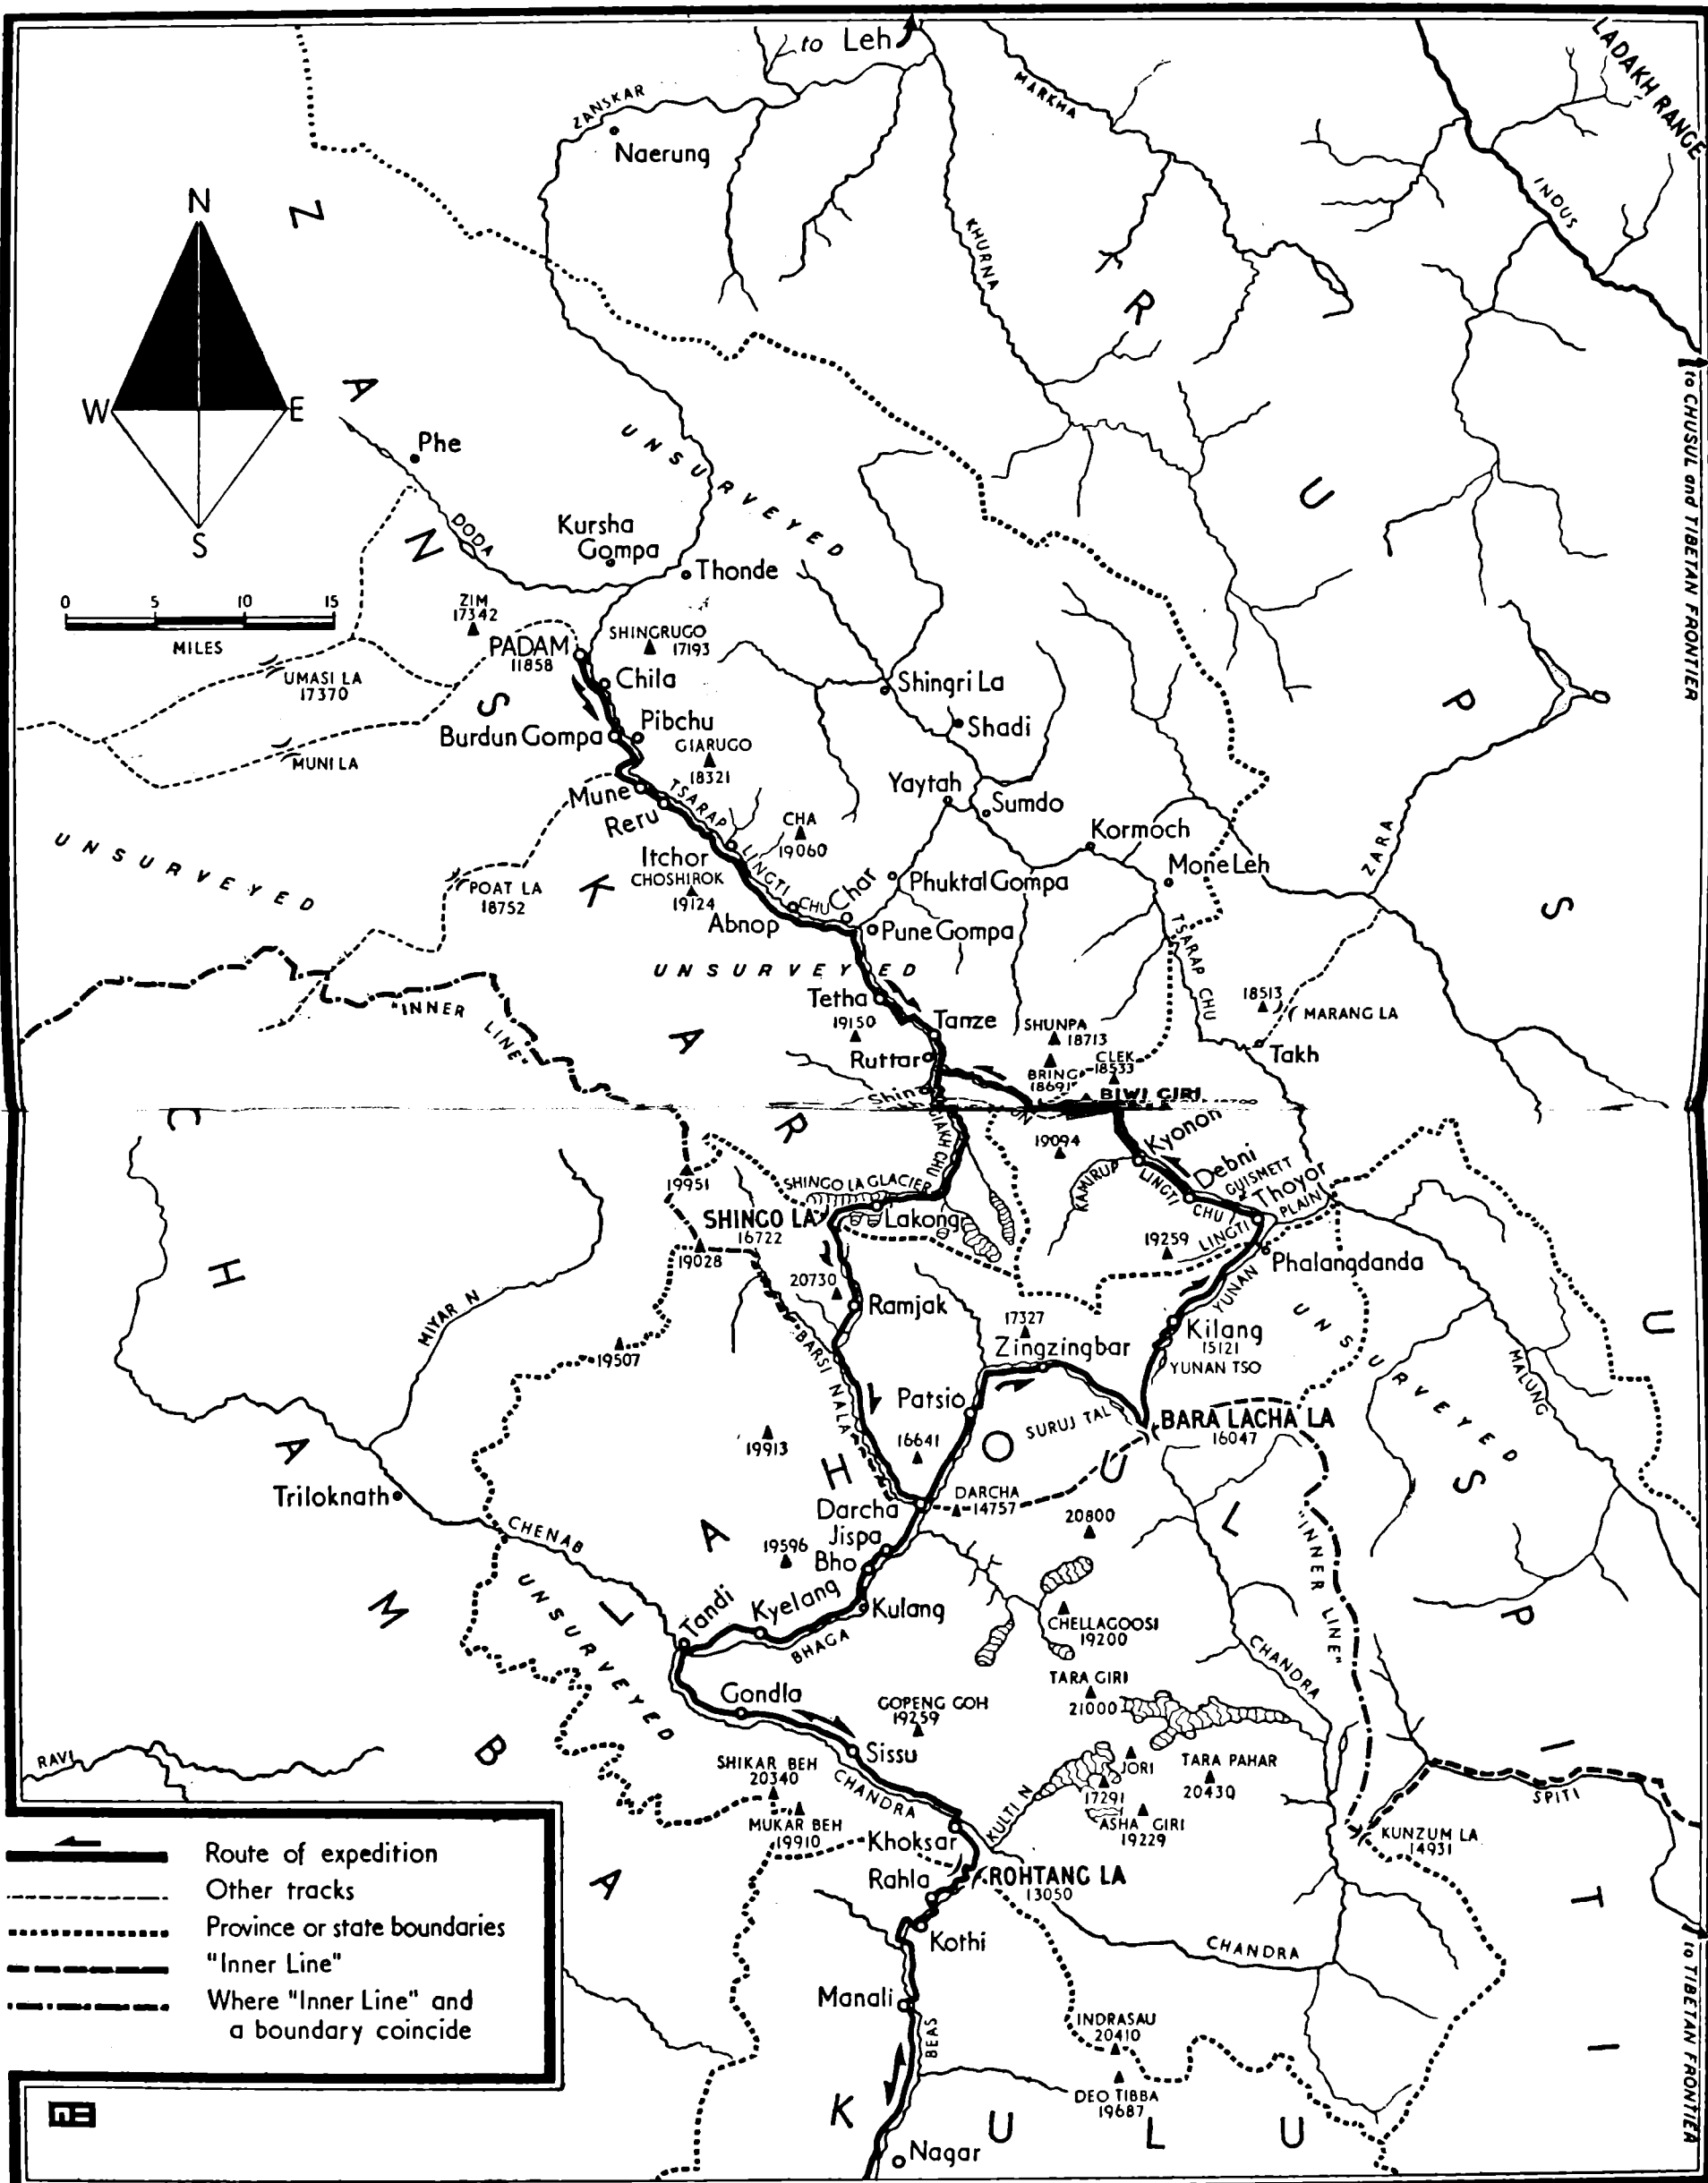 to Leh
LADAKH RANGE
ZANSKAR
MARKHA
Naerung
INDUS
KHURNA
N
W
E
S
Z A N S K A R
R U P S U
to CHUSUL and TIBETAN FRONTIER
Phe
UNSURVEYED
DODA
Kursha
Gompa
Thonde
0 5 10 15
MILES
ZIM
17342
PADAM
11858
SHINGRUGO
17193
UMASI LA
17370
Chila
Shingri La
Burdun Gompa
Pibchu
Shadi
GIARUGO
18321
MUNI LA
Mune
Reru
TSARAP
LINGTI
CHU
Yaytah
Sumdo
CHA
19060
Kormoch
ZARA
UNSURVEYED
Itchor
CHOSHIROK
19124
Mone Leh
POAT LA
18752
Char
Phuktal Gompa
Abnop
Pune Gompa
TSARAP CHU
UNSURVEYED
"INNER LINE"
Tetha
18513
MARANG LA
19150
Tanze
SHUNPA
18713
Takh
Ruttar
BRING
18691
CLEK
18533
BIWI GIRI
GIAKH CHU
19094
Kyonon
KAMIRUP
LINGTI
CHU
Debni
GUISMETT
Thoyor
PLAIN
LINGTI
19951
SHINGO LA GLACIER
SHINGO LA
16722
Lakong
19028
19259
Phalangdanda
YUNAN
20730
Ramjak
17327
Zingzingbar
Kilang
15121
YUNAN TSO
UNSURVEYED
MALUNG
C H A M B A
MIYAR N
19507
BARSI NALA
Patsio
SURUJ TAL
BARA LACHA LA
16047
19913
16641
L A H O U L
S P I T I
Triloknath
Darcha
DARCHA
14757
CHENAB
Jispa
20800
"INNER LINE"
19596
Bho
UNSURVEYED
Tandi
Kyelang
Kulang
CHELLAGOOSI
19200
BHAGA
CHANDRA
TARA GIRI
21000
Gondla
GOPENG GOH
19259
Sissu
RAVI
SHIKAR BEH
20340
CHANDRA
JORI
TARA PAHAR
20430
17291
KULTI N
ASHA GIRI
19229
SPITI
MUKAR BEH
19910
Khoksar
KUNZUM LA
14931
Rahla
ROHTANG LA
13050
Kothi
CHANDRA
Manali
BEAS
INDRASAU
20410
DEO TIBBA
19687
to TIBETAN FRONTIER
K U L U
Nagar
Route of expedition
Other tracks
Province or state boundaries
"Inner Line"
Where "Inner Line" and
a boundary coincide